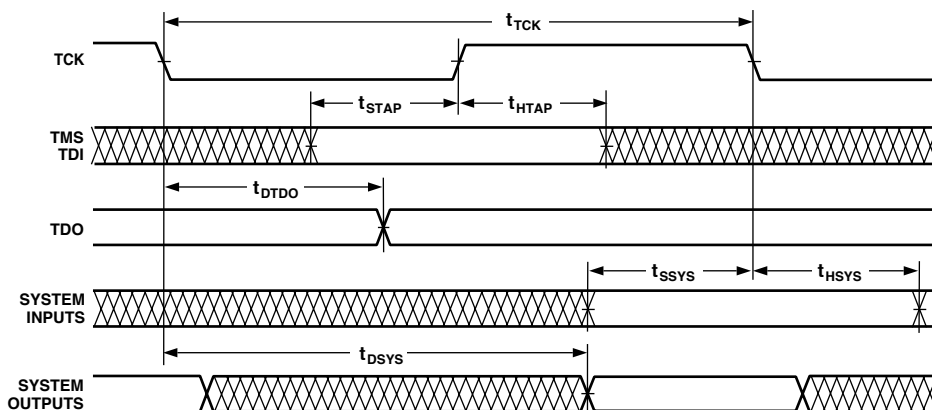 tTCK
TCK
tSTAP
tHTAP
TMS
TDI
tDTDO
TDO
tSSYS
tHSYS
SYSTEM
INPUTS
tDSYS
SYSTEM
OUTPUTS